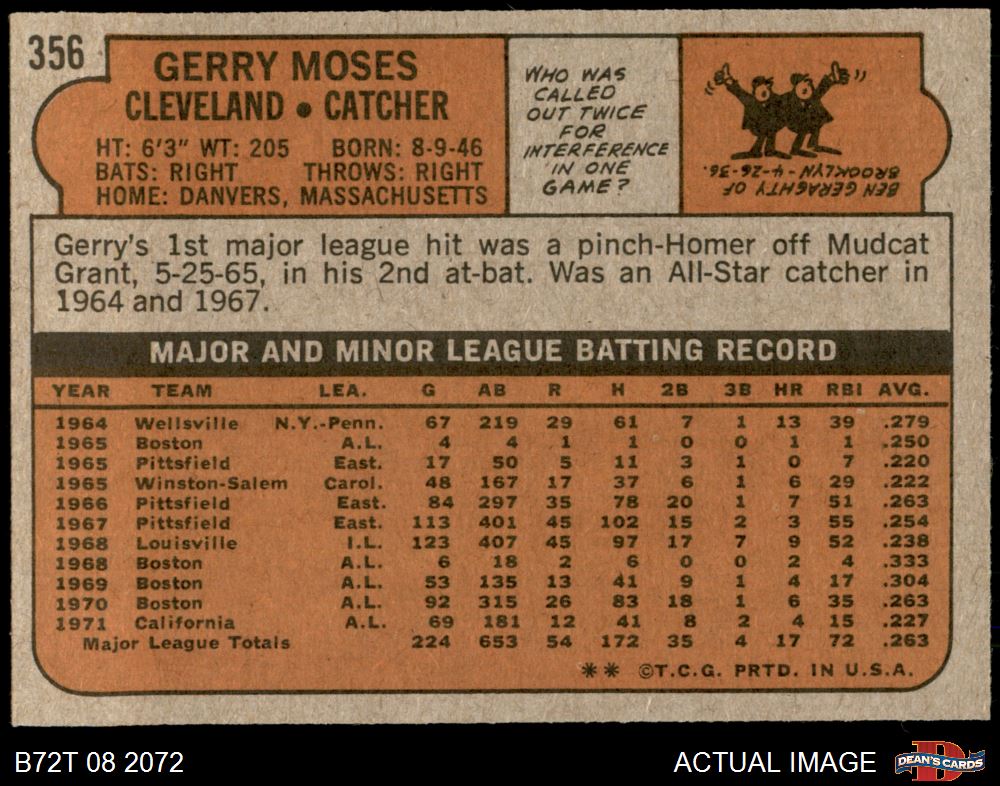 356
GERRY MOSES
CLEVELAND • CATCHER
HT: 6'3" WT: 205 BORN: 8-9-46
BATS: RIGHT THROWS: RIGHT
HOME: DANVERS, MASSACHUSETTS
WHO WAS
CALLED
OUT TWICE
FOR
INTERFERENCE
IN ONE
GAME?
BEN GERAGHTY OF
BROOKLYN - 4-26-36.
Gerry's 1st major league hit was a pinch-Homer off Mudcat
Grant, 5-25-65, in his 2nd at-bat. Was an All-Star catcher in
1964 and 1967.
MAJOR AND MINOR LEAGUE BATTING RECORD
YEAR TEAM LEA. G AB R H 2B 3B HR RBI AVG.
1964 Wellsville N.Y.-Penn. 67 219 29 61 7 1 13 39 .279
1965 Boston A.L. 4 4 1 1 0 0 1 1 .250
1965 Pittsfield East. 17 50 5 11 3 1 0 7 .220
1965 Winston-Salem Carol. 48 167 17 37 6 1 6 29 .222
1966 Pittsfield East. 84 297 35 78 20 1 7 51 .263
1967 Pittsfield East. 113 401 45 102 15 2 3 55 .254
1968 Louisville I.L. 123 407 45 97 17 7 9 52 .238
1968 Boston A.L. 6 18 2 6 0 0 2 4 .333
1969 Boston A.L. 53 135 13 41 9 1 4 17 .304
1970 Boston A.L. 92 315 26 83 18 1 6 35 .263
1971 California A.L. 69 181 12 41 8 2 4 15 .227
Major League Totals 224 653 54 172 35 4 17 72 .263
** ©T.C.G. PRTD. IN U.S.A.
B72T 08 2072 ACTUAL IMAGE
DEAN'S CARDS